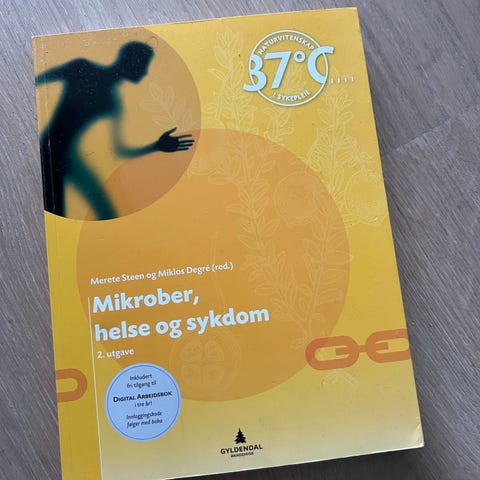 NATURVITENSKAP
37°C
I SYKEPLEIE
Merete Steen og Miklos Degré (red.)
Mikrober,
helse og sykdom
2. utgave
Inkludert
fri tilgang til
DIGITAL ARBEIDSBOK
i tre år!
Innloggingskode
følger med boka
GYLDENDAL
AKADEMISK